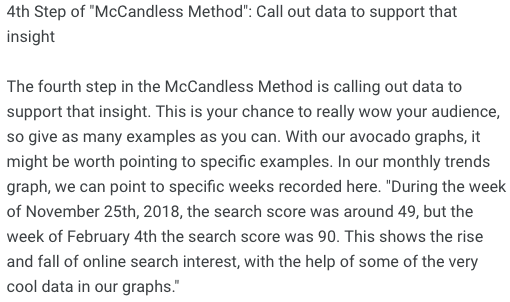 4th Step of "McCandless Method": Call out data to support that
insight
The fourth step in the McCandless Method is calling out data to
support that insight. This is your chance to really wow your audience,
so give as many examples as you can. With our avocado graphs, it
might be worth pointing to specific examples. In our monthly trends
graph, we can point to specific weeks recorded here. "During the week
of November 25th, 2018, the search score was around 49, but the
week of February 4th the search score was 90. This shows the rise
and fall of online search interest, with the help of some of the very
cool data in our graphs."